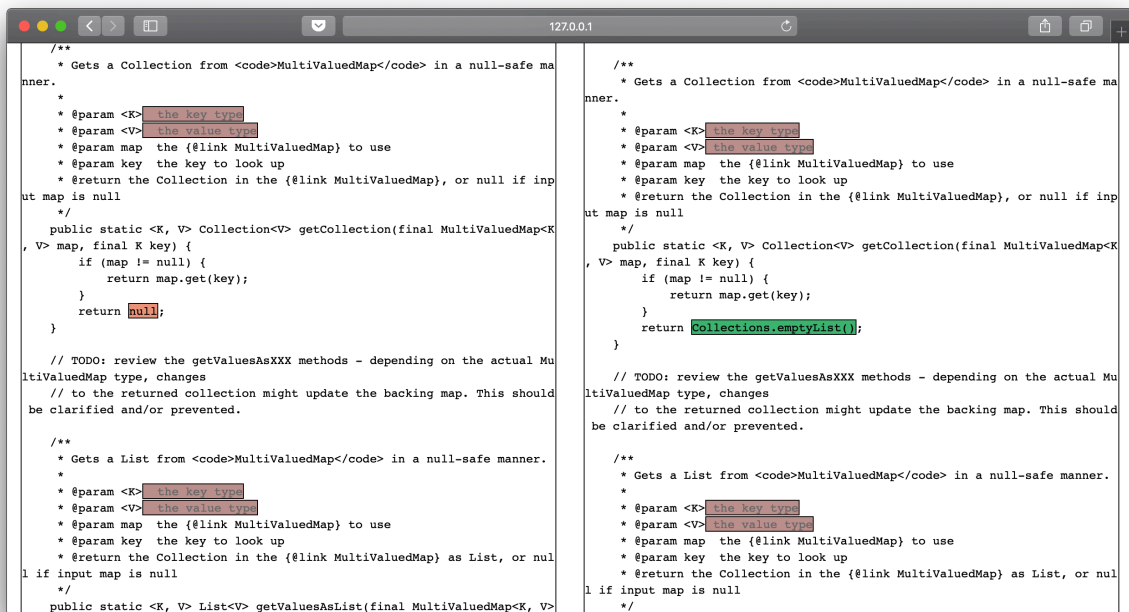 127.0.0.1
/**
* Gets a Collection from <code>MultiValuedMap</code> in a null-safe ma
nner.
*
* @param <K>  the key type
* @param <V>  the value type
* @param map  the {@link MultiValuedMap} to use
* @param key  the key to look up
* @return the Collection in the {@link MultiValuedMap}, or null if inp
ut map is null
*/
public static <K, V> Collection<V> getCollection(final MultiValuedMap<K
, V> map, final K key) {
if (map != null) {
return map.get(key);
}
return null;
}
// TODO: review the getValuesAsXXX methods - depending on the actual Mu
ltiValuedMap type, changes
// to the returned collection might update the backing map. This should
be clarified and/or prevented.
/**
* Gets a List from <code>MultiValuedMap</code> in a null-safe manner.
*
* @param <K>  the key type
* @param <V>  the value type
* @param map  the {@link MultiValuedMap} to use
* @param key  the key to look up
* @return the Collection in the {@link MultiValuedMap} as List, or nul
l if input map is null
*/
public static <K, V> List<V> getValuesAsList(final MultiValuedMap<K, V>
/**
* Gets a Collection from <code>MultiValuedMap</code> in a null-safe ma
nner.
*
* @param <K> the key type
* @param <V> the value type
* @param map  the {@link MultiValuedMap} to use
* @param key  the key to look up
* @return the Collection in the {@link MultiValuedMap}, or null if inp
ut map is null
*/
public static <K, V> Collection<V> getCollection(final MultiValuedMap<K
, V> map, final K key) {
if (map != null) {
return map.get(key);
}
return Collections.emptyList();
}
// TODO: review the getValuesAsXXX methods - depending on the actual Mu
ltiValuedMap type, changes
// to the returned collection might update the backing map. This should
be clarified and/or prevented.
/**
* Gets a List from <code>MultiValuedMap</code> in a null-safe manner.
*
* @param <K> the key type
* @param <V> the value type
* @param map  the {@link MultiValuedMap} to use
* @param key  the key to look up
* @return the Collection in the {@link MultiValuedMap} as List, or nul
l if input map is null
*/